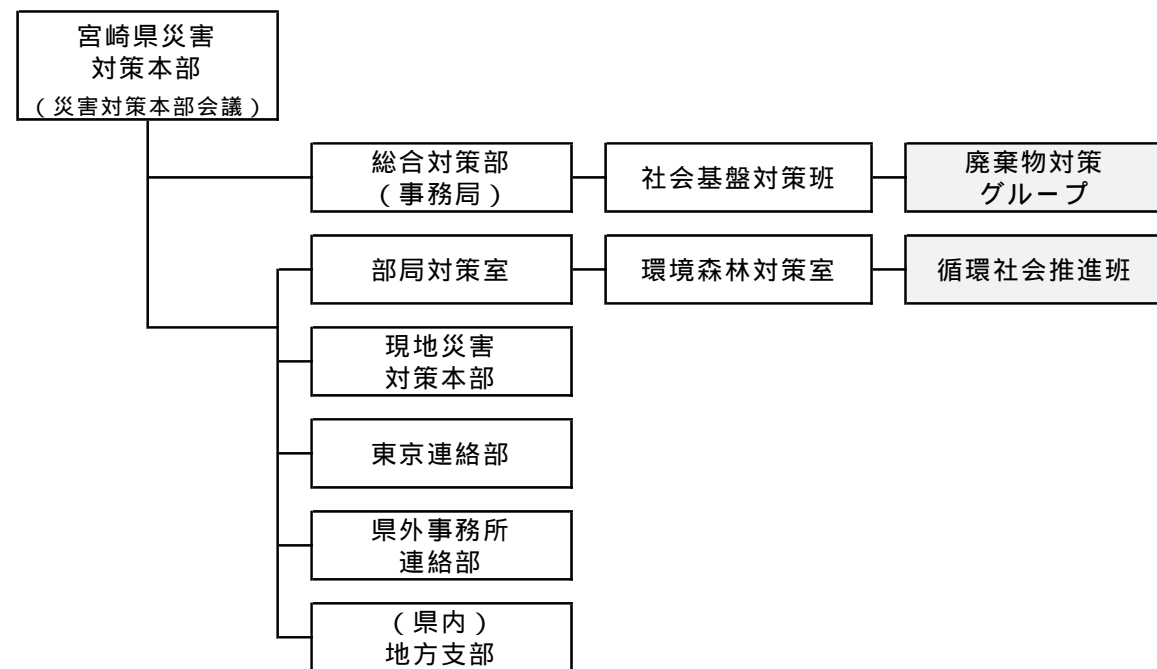 宮崎県災害
対策本部
(災害対策本部会議)
総合対策部
(事務局)
社会基盤対策班
廃棄物対策
グループ
部局対策室
環境森林対策室
循環社会推進班
現地災害
対策本部
東京連絡部
県外事務所
連絡部
(県内)
地方支部